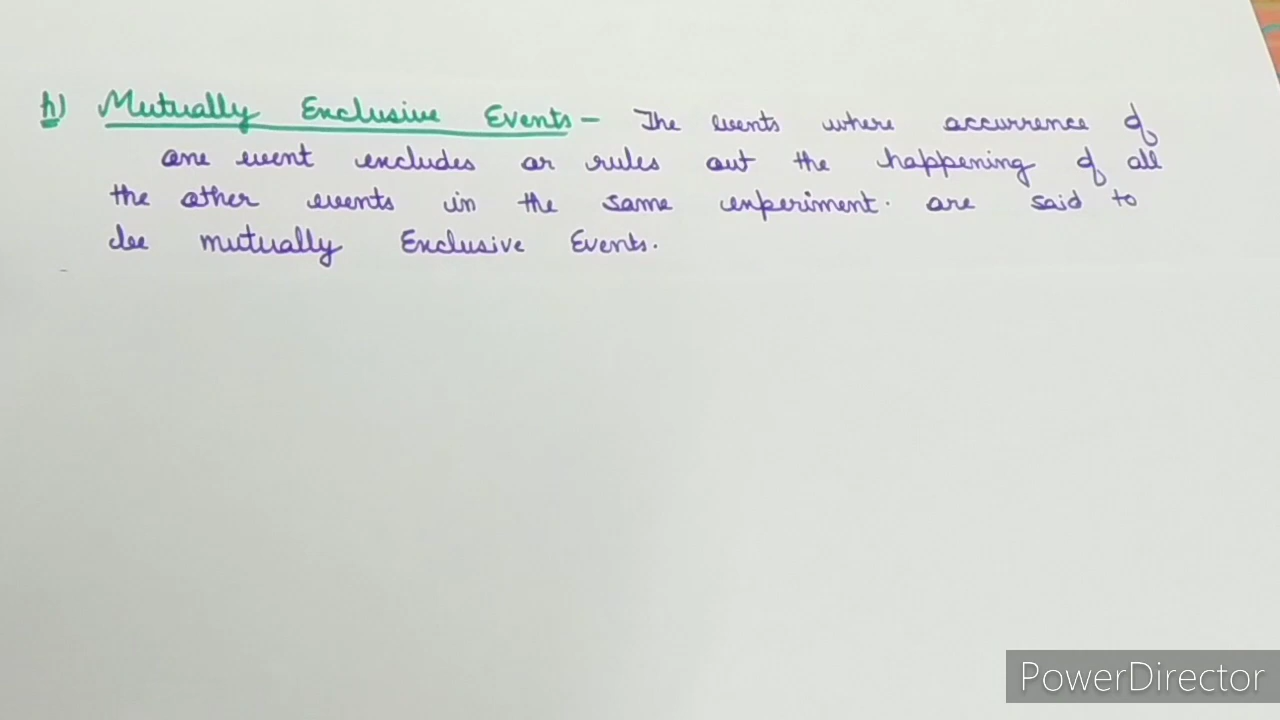 h) Mutually Exclusive Events - The events where occurrence of
one event excludes or rules out the happening of all
the other events in the same experiment. are said to
be mutually Exclusive Events.
PowerDirector